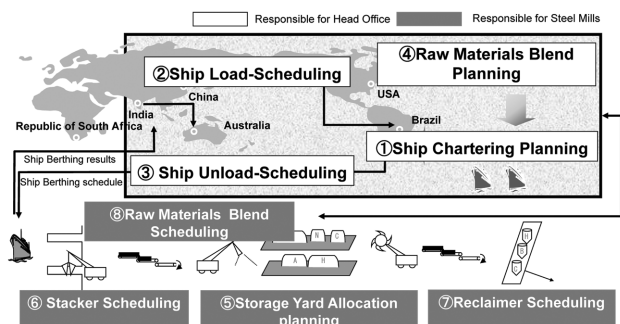 Responsible for Head Office
Responsible for Steel Mills
④Raw Materials Blend
Planning
②Ship Load-Scheduling
China
USA
India
Republic of South Africa
Australia
Brazil
①Ship Chartering Planning
Ship Berthing results
③ Ship Unload-Scheduling
Ship Berthing schedule
⑧Raw Materials Blend
Scheduling
N C
A H
H
B
⑥ Stacker Scheduling
⑤Storage Yard Allocation
planning
⑦Reclaimer Scheduling